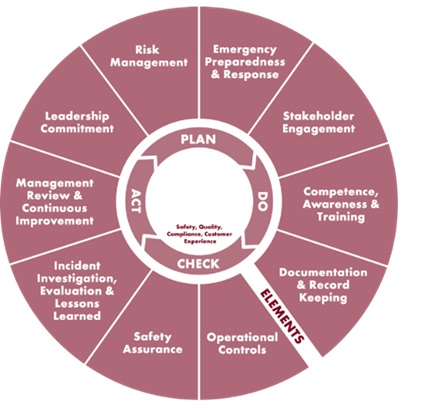 Risk
Management
Emergency
Preparedness
& Response
Leadership
Commitment
Stakeholder
Engagement
PLAN
Management
Review &
Continuous
Improvement
ACT
DO
Competence,
Awareness &
Training
Safety, Quality,
Compliance, Customer
Experience
CHECK
Incident
Investigation,
Evaluation &
Lessons
Learned
Documentation
& Record
Keeping
ELEMENTS
Safety
Assurance
Operational
Controls